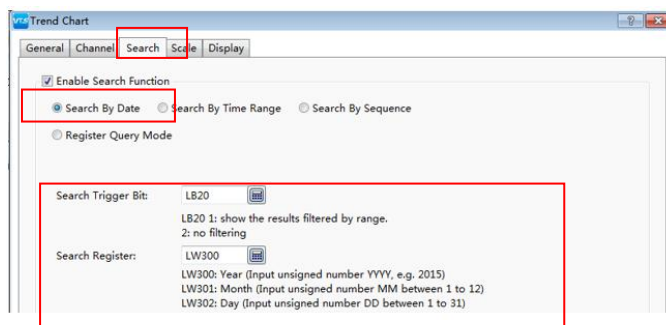 Trend Chart
General Channel Search Scale Display
Enable Search Function
Search By Date Search By Time Range Search By Sequence
Register Query Mode
Search Trigger Bit: LB20
LB20 1: show the results filtered by range.
2: no filtering
Search Register: LW300
LW300: Year (Input unsigned number YYYY, e.g. 2015)
LW301: Month (Input unsigned number MM between 1 to 12)
LW302: Day (Input unsigned number DD between 1 to 31)